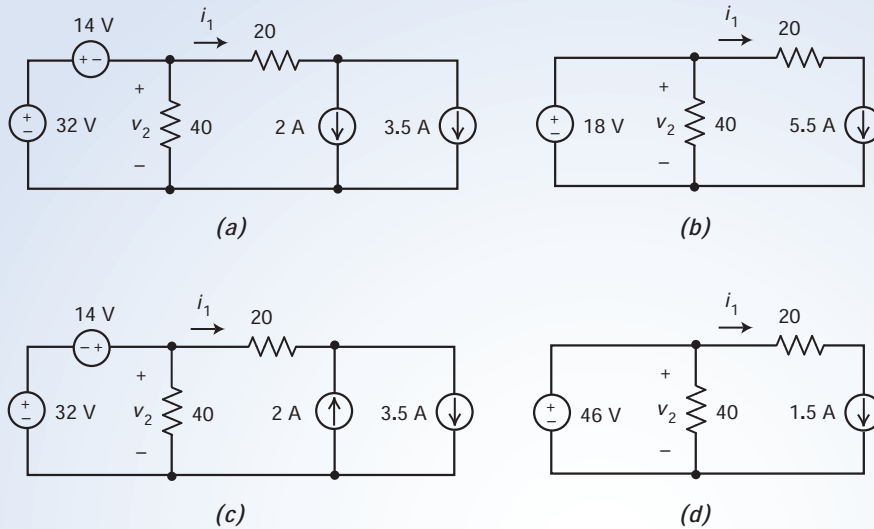 14 V
+ −
i1
20
+
−
32 V
+
v2
−
40
2 A
3.5 A
(a)
i1
20
+
−
18 V
+
v2
−
40
5.5 A
(b)
14 V
− +
i1
20
+
−
32 V
+
v2
−
40
2 A
3.5 A
(c)
i1
20
+
−
46 V
+
v2
−
40
1.5 A
(d)